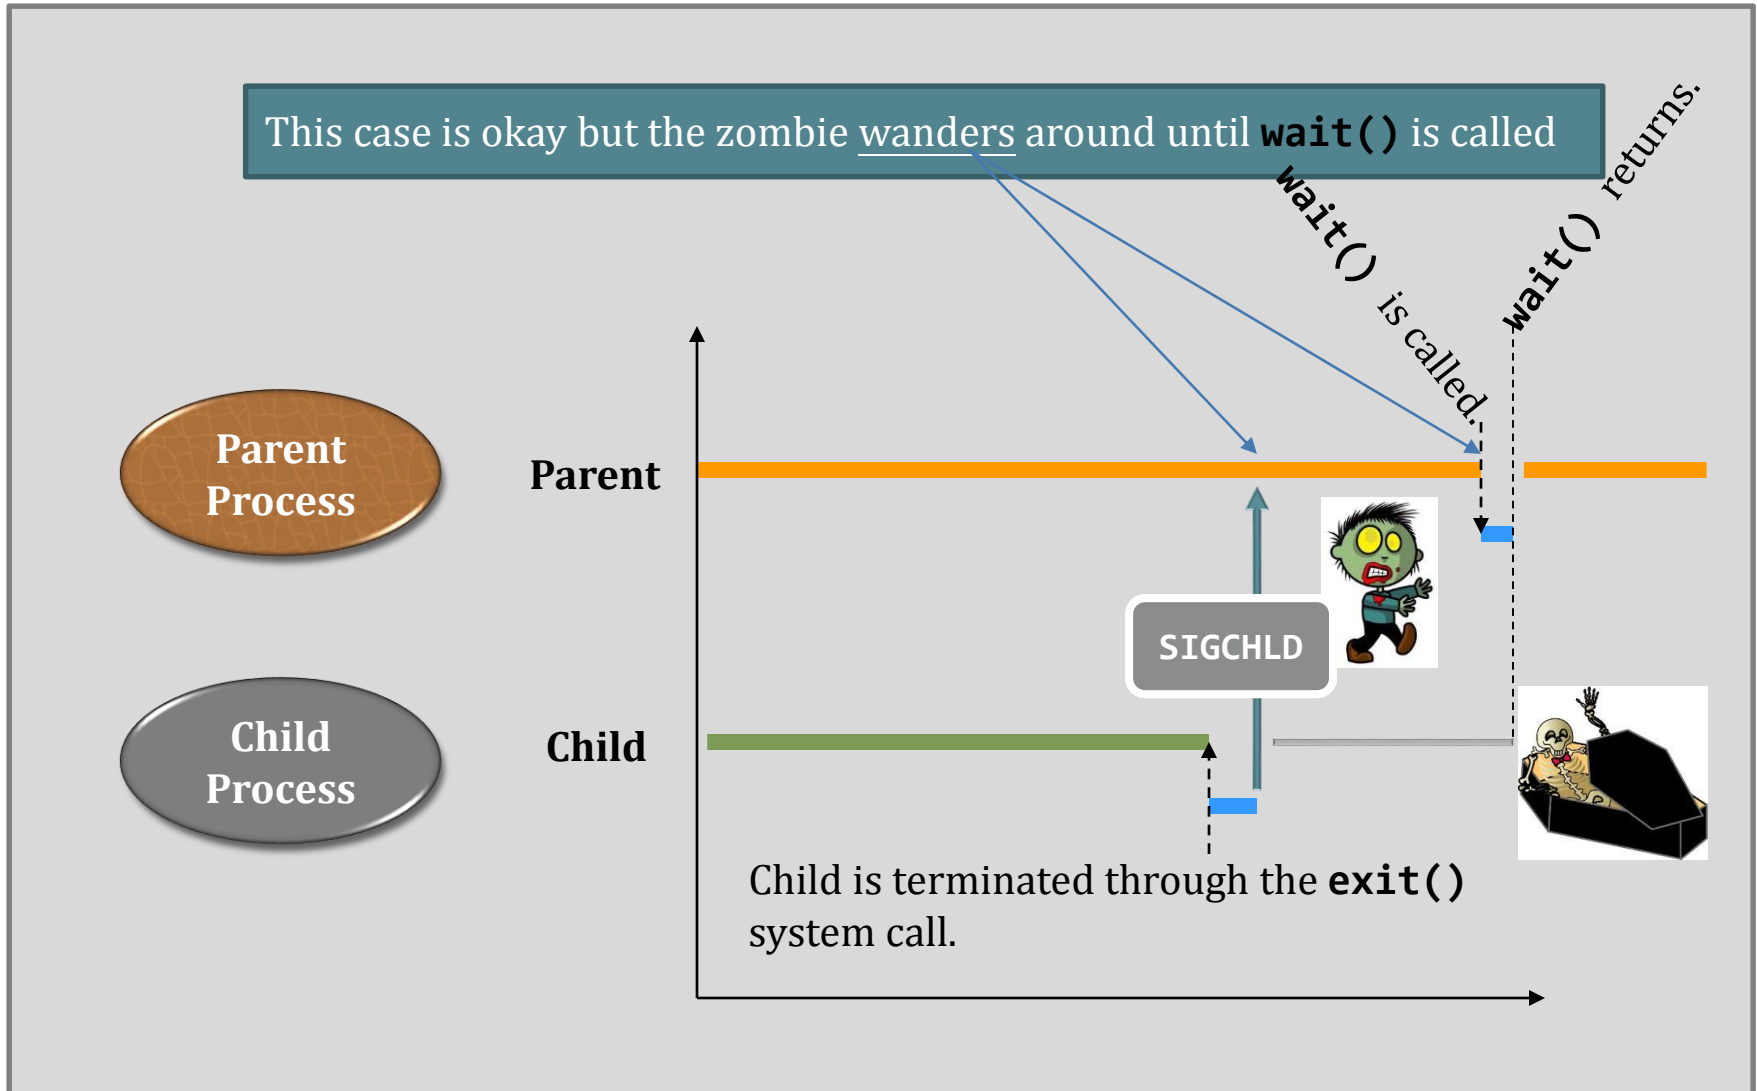 This case is okay but the zombie wanders around until wait() is called
wait() is called.
wait() returns.
Parent
Process
Parent
SIGCHLD
Child
Process
Child
Child is terminated through the exit()
system call.